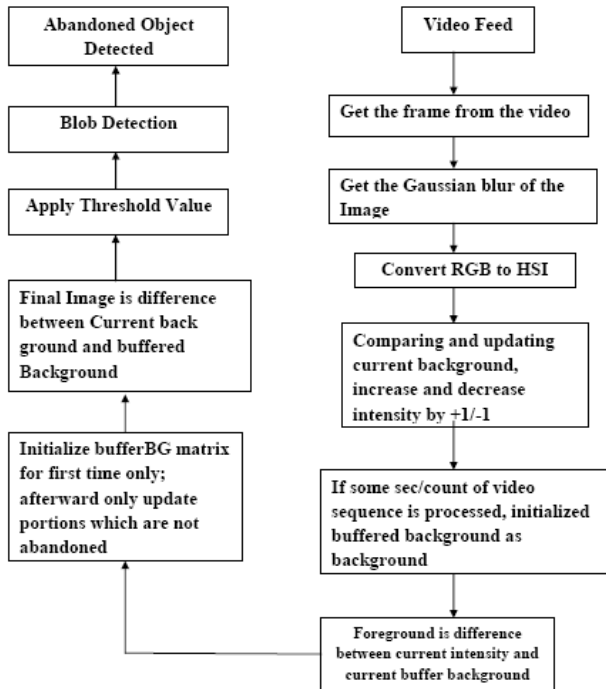 Video Feed
Get the frame from the video
Get the Gaussian blur of the
Image
Convert RGB to HSI
Comparing and updating
current background,
increase and decrease
intensity by +1/-1
If some sec/count of video
sequence is processed, initialized
buffered background as
background
Foreground is difference
between current intensity and
current buffer background
Initialize bufferBG matrix
for first time only;
afterward only update
portions which are not
abandoned
Final Image is difference
between Current back
ground and buffered
Background
Apply Threshold Value
Blob Detection
Abandoned Object
Detected